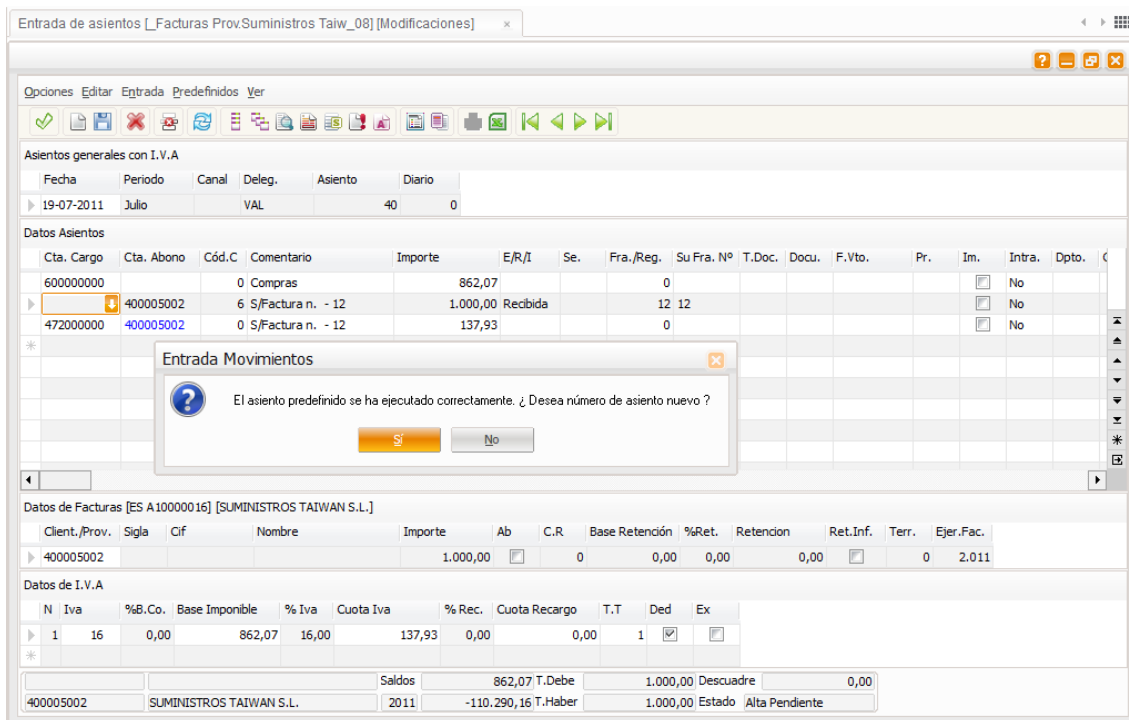 Entrada de asientos [_Facturas Prov.Suministros Taiw_08] [Modificaciones]
Opciones Editar Entrada Predefinidos Ver
Asientos generales con I.V.A
Fecha Periodo Canal Deleg. Asiento Diario
19-07-2011 Julio VAL 40 0
Datos Asientos
Cta. Cargo Cta. Abono Cód.C Comentario Importe E/R/I Se. Fra./Reg. Su Fra. Nº T.Doc. Docu. F.Vto. Pr. Im. Intra. Dpto.
600000000 0 Compras 862,07 0 No
400005002 6 S/Factura n. - 12 1.000,00 Recibida 12 12 No
472000000 400005002 0 S/Factura n. - 12 137,93 0 No
Entrada Movimientos
El asiento predefinido se ha ejecutado correctamente. ¿ Desea número de asiento nuevo ?
Sí No
Datos de Facturas [ES A10000016] [SUMINISTROS TAIWAN S.L.]
Client./Prov. Sigla Cif Nombre Importe Ab C.R Base Retención %Ret. Retencion Ret.Inf. Terr. Ejer.Fac.
400005002 1.000,00 0 0,00 0,00 0,00 0 2.011
Datos de I.V.A
N Iva %B.Co. Base Imponible % Iva Cuota Iva % Rec. Cuota Recargo T.T Ded Ex
1 16 0,00 862,07 16,00 137,93 0,00 0,00 1
Saldos 862,07 T.Debe 1.000,00 Descuadre 0,00
400005002 SUMINISTROS TAIWAN S.L. 2011 -110.290,16 T.Haber 1.000,00 Estado Alta Pendiente